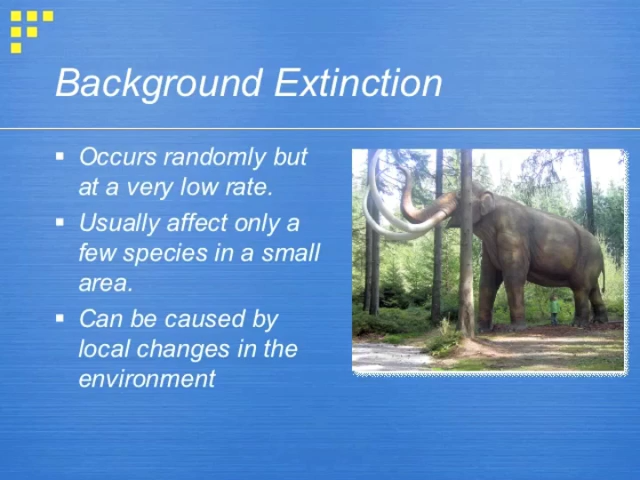 Background Extinction
Occurs randomly but
at a very low rate.
Usually affect only a
few species in a small
area.
Can be caused by
local changes in the
environment